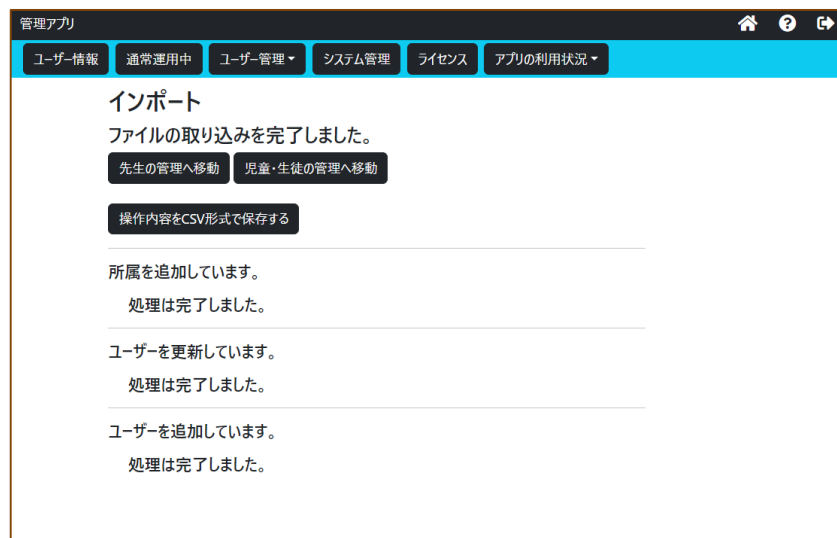 管理アプリ
ユーザー情報 通常運用中 ユーザー管理 システム管理 ライセンス アプリの利用状況
インポート
ファイルの取り込みを完了しました。
先生の管理へ移動 児童・生徒の管理へ移動
操作内容をCSV形式で保存する
所属を追加しています。
処理は完了しました。
ユーザーを更新しています。
処理は完了しました。
ユーザーを追加しています。
処理は完了しました。